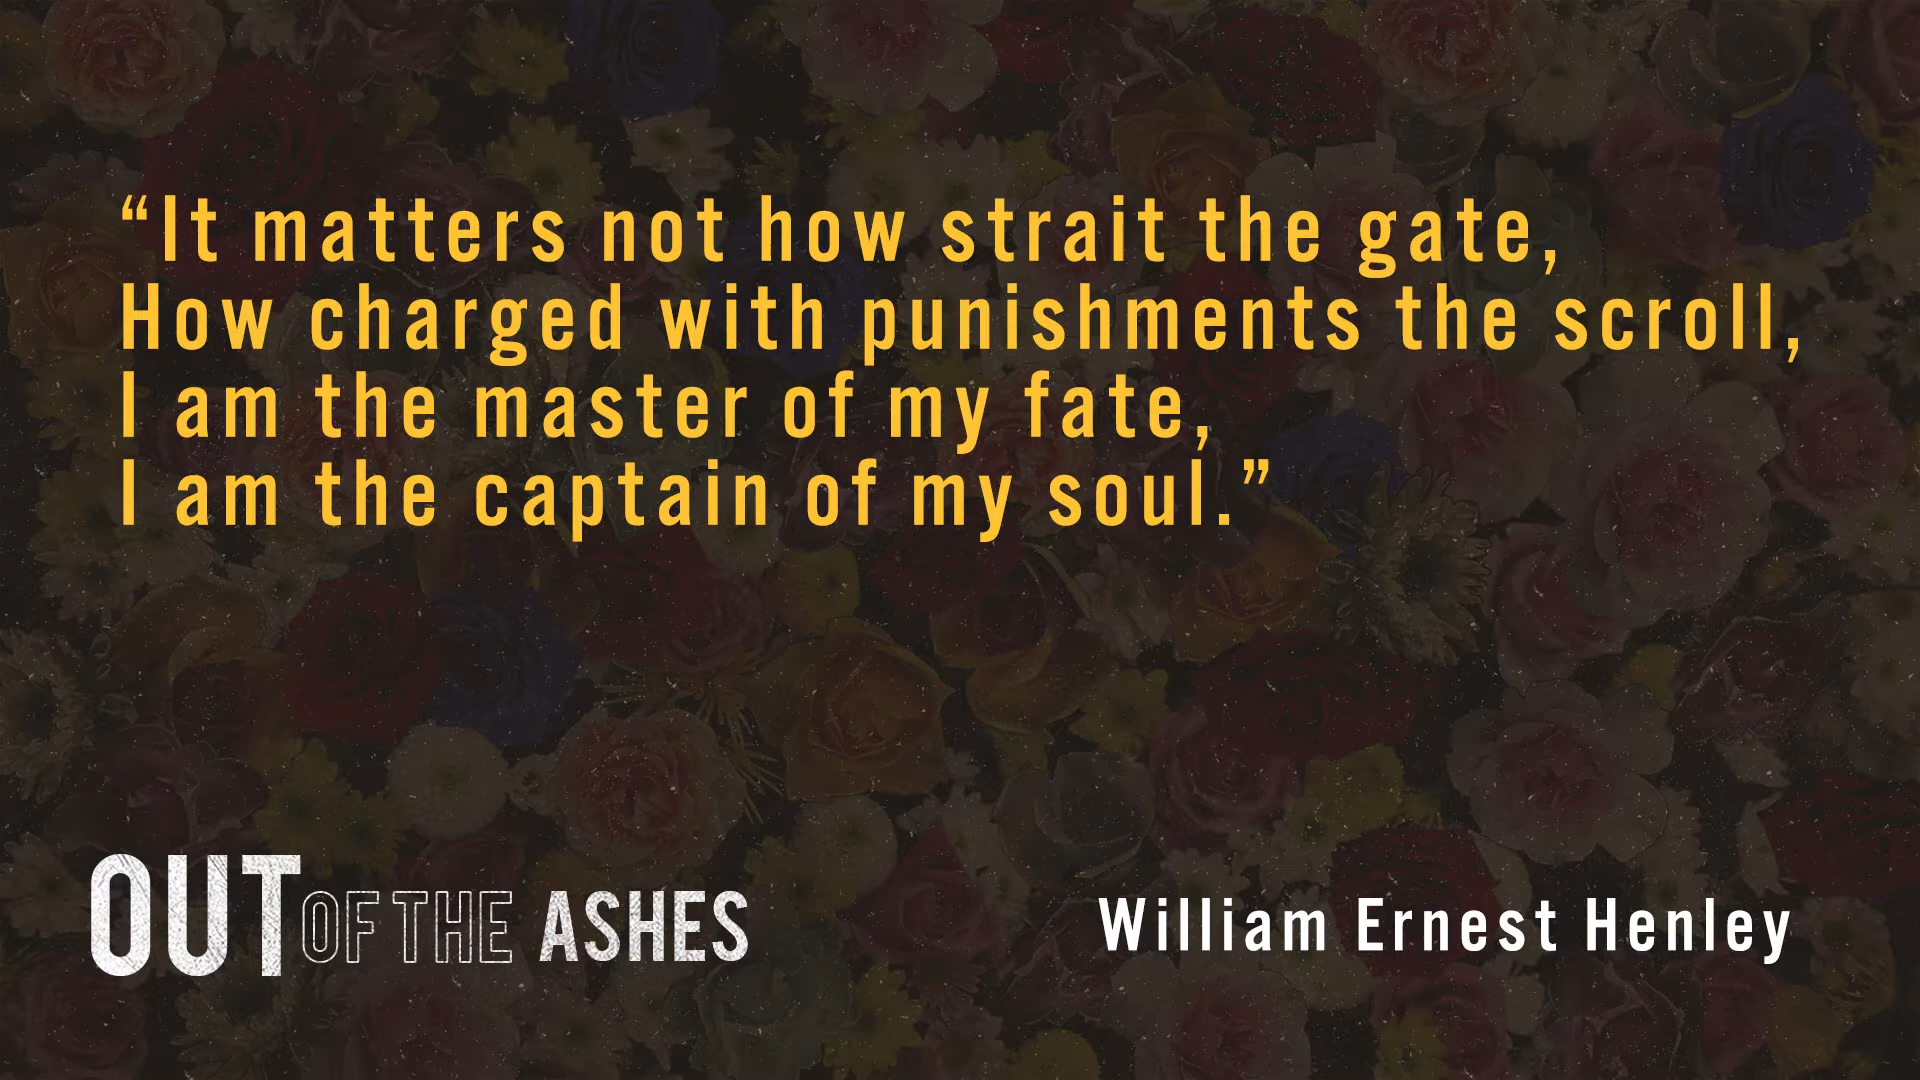 “It matters not how strait the gate,
How charged with punishments the scroll,
I am the master of my fate,
I am the captain of my soul.”
OUT OF THE ASHES
William Ernest Henley